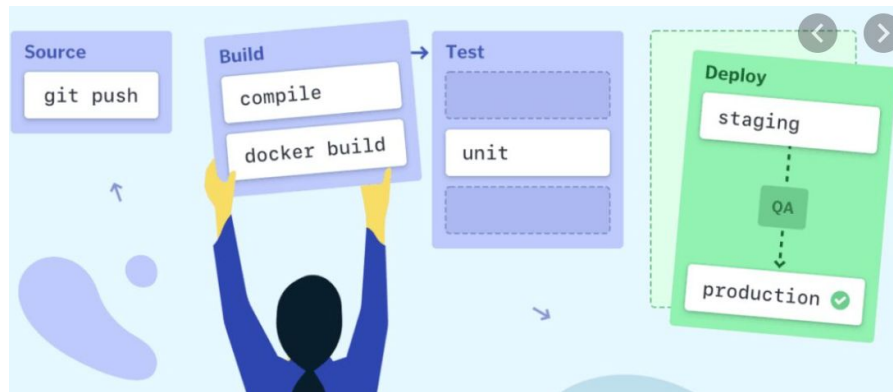 Source
git push
Build
compile
docker build
Test
unit
Deploy
staging
QA
production